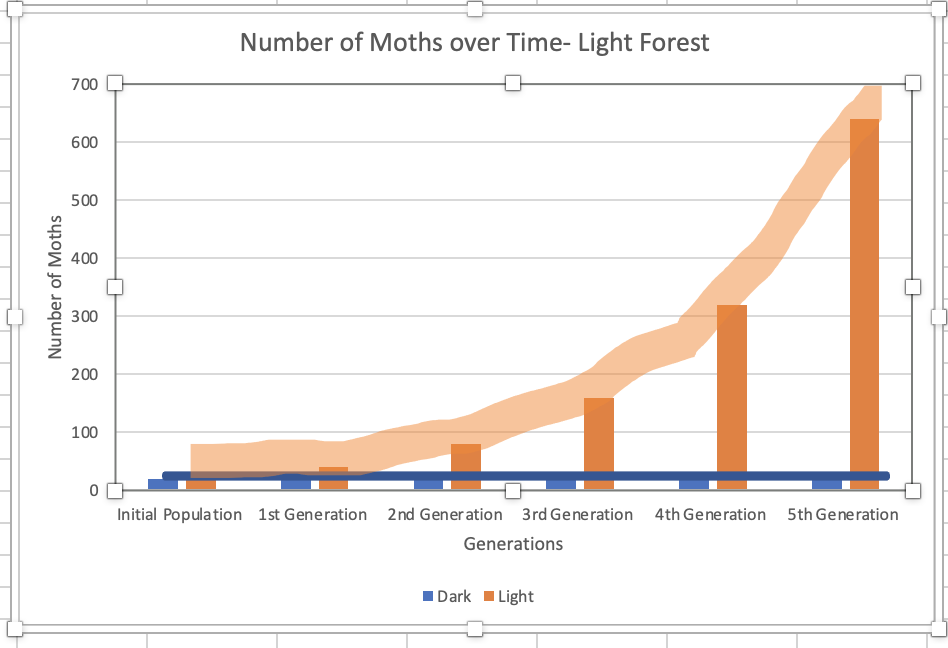 Number of Moths over Time- Light Forest
700
600
500
400
300
200
100
0
Number of Moths
Initial Population 1st Generation 2nd Generation 3rd Generation 4th Generation 5th Generation
Generations
Dark Light